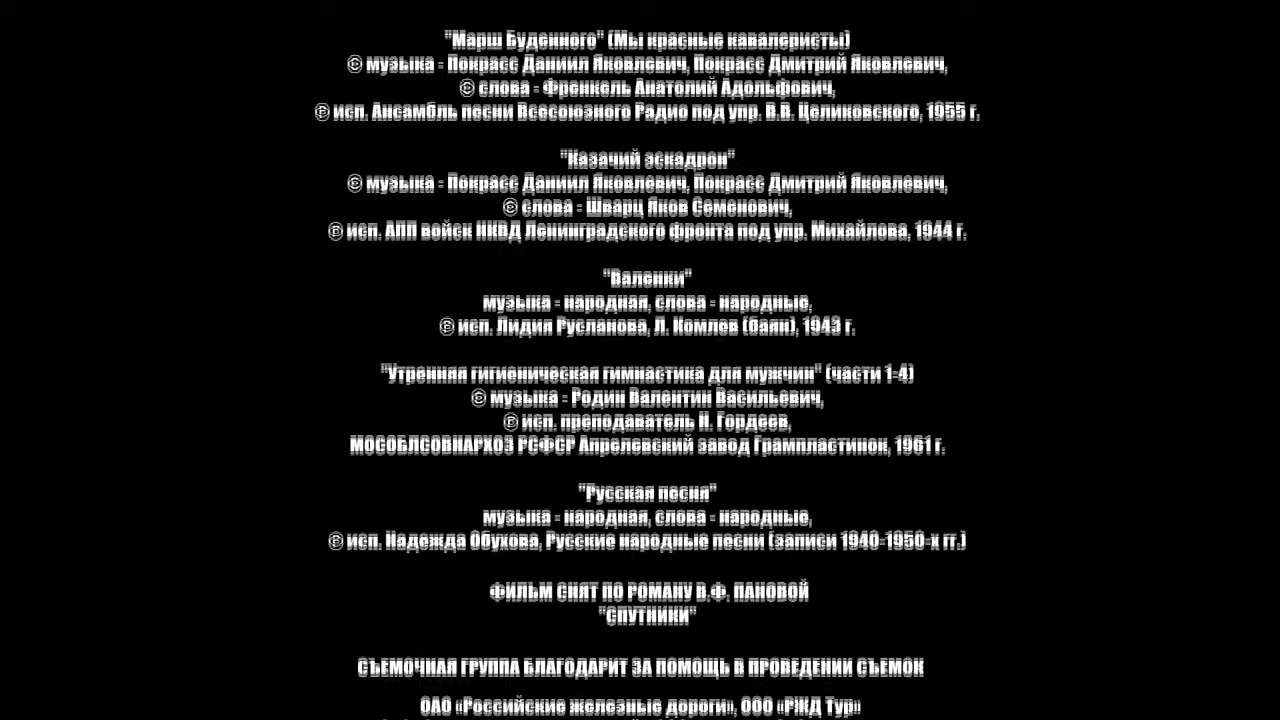 "Марш Буденного" (Мы красные кавалеристы)
© музыка - Покрасс Даниил Яковлевич, Покрасс Дмитрий Яковлевич,
© слова - Френкель Анатолий Адольфович,
℗ исп. Ансамбль песни Всесоюзного Радио под упр. В.В. Целиковского, 1955 г.
"Казачий эскадрон"
© музыка - Покрасс Даниил Яковлевич, Покрасс Дмитрий Яковлевич,
© слова - Шварц Яков Семенович,
℗ исп. АПП войск НКВД Ленинградского фронта под упр. Михайлова, 1944 г.
"Валенки"
музыка - народная, слова - народные,
℗ исп. Лидия Русланова, Л. Комлев (баян), 1943 г.
"Утренняя гигиеническая гимнастика для мужчин" (части 1-4)
© музыка - Родин Валентин Васильевич,
℗ исп. преподаватель Н. Гордеев,
МОСОБЛСОВНАРХОЗ РСФСР Апрелевский завод Грампластинок, 1961 г.
"Русская песня"
музыка - народная, слова - народные,
℗ исп. Надежда Обухова, Русские народные песни (записи 1940-1950-х гг.)
ФИЛЬМ СНЯТ ПО РОМАНУ В.Ф. ПАНОВОЙ
"СПУТНИКИ"
СЪЕМОЧНАЯ ГРУППА БЛАГОДАРИТ ЗА ПОМОЩЬ В ПРОВЕДЕНИИ СЪЕМОК
ОАО «Российские железные дороги», ООО «РЖД Тур»